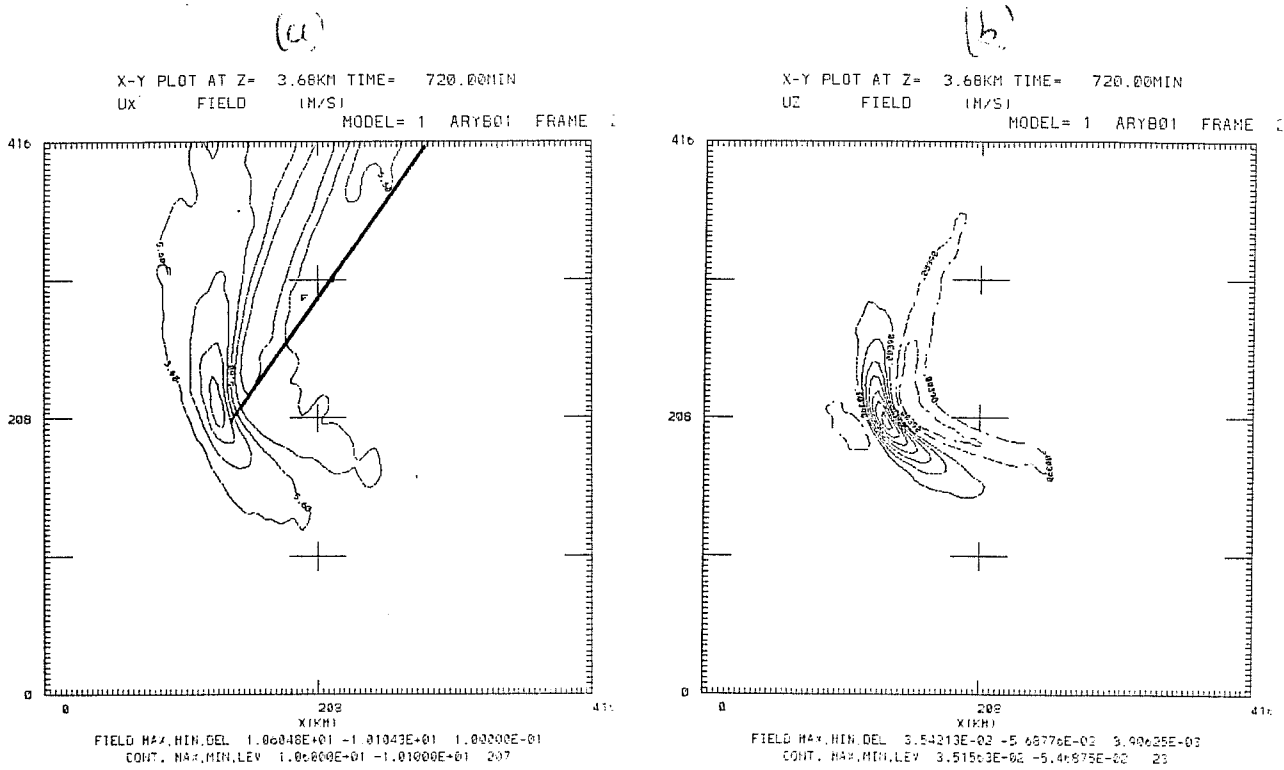 (a)
X-Y PLOT AT Z= 3.68KM TIME= 720.00MIN
UX FIELD (M/S)
MODEL= 1 ARYB01 FRAME
416
208
0
0 208 416
X(KM)
FIELD MAX,MIN,DEL 1.06048E+01 -1.01043E+01 1.00000E-01
CONT. MAX,MIN,LEV 1.06000E+01 -1.01000E+01 207
(b)
X-Y PLOT AT Z= 3.68KM TIME= 720.00MIN
UZ FIELD (M/S)
MODEL= 1 ARYB01 FRAME
416
208
0
0 208 416
X(KM)
FIELD MAX,MIN,DEL 3.54213E-02 -5.68776E-02 3.90625E-03
CONT. MAX,MIN,LEV 3.51563E-02 -5.46875E-02 23